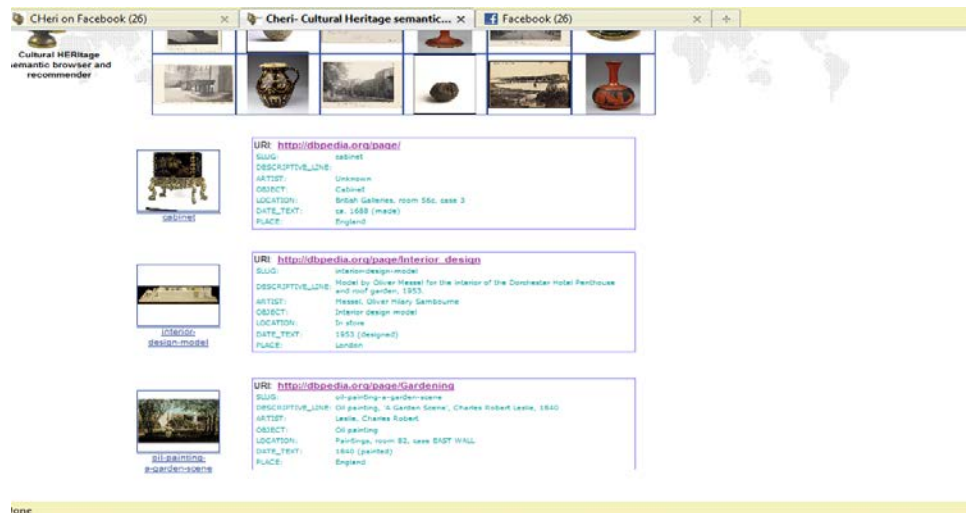 CHeri on Facebook (26) ×
Cheri- Cultural Heritage semantic... ×
Facebook (26) ×
+
Cultural HERitage
semantic browser and
recommender
cabinet
URI: http://dbpedia.org/page/
SLUG: cabinet
DESCRIPTIVE_LINE:
ARTIST: Unknown
OBJECT: Cabinet
LOCATION: British Galleries, room 56c, case 3
DATE_TEXT: ca. 1688 (made)
PLACE: England
interior-
design-model
URI: http://dbpedia.org/page/Interior_design
SLUG: interior-design-model
DESCRIPTIVE_LINE: Model by Oliver Messel for the interior of the Dorchester Hotel Penthouse
and roof garden, 1953.
ARTIST: Messel, Oliver Hilary Sambourne
OBJECT: Interior design model
LOCATION: In store
DATE_TEXT: 1953 (designed)
PLACE: London
oil-painting-
a-garden-scene
URI: http://dbpedia.org/page/Gardening
SLUG: oil-painting-a-garden-scene
DESCRIPTIVE_LINE: Oil painting, 'A Garden Scene', Charles Robert Leslie, 1840
ARTIST: Leslie, Charles Robert
OBJECT: Oil painting
LOCATION: Paintings, room 82, case EAST WALL
DATE_TEXT: 1840 (painted)
PLACE: England